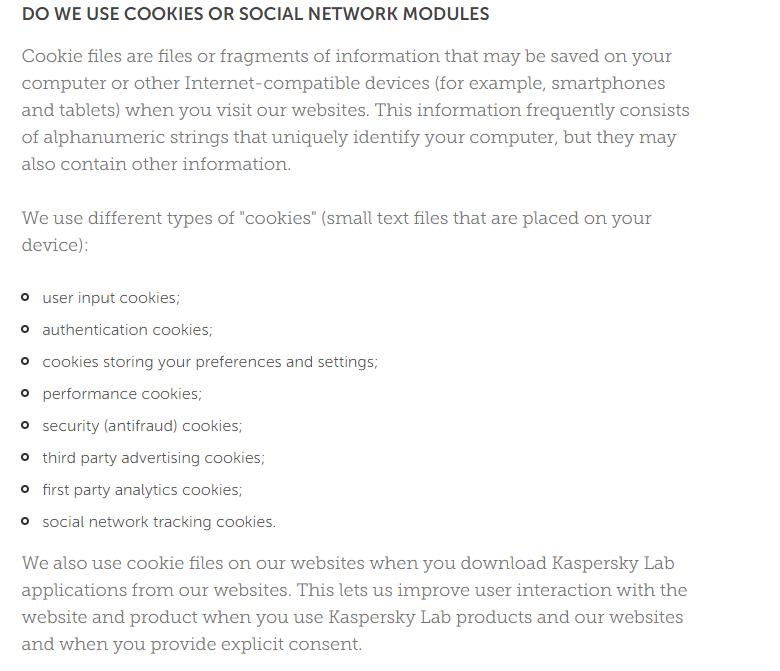 DO WE USE COOKIES OR SOCIAL NETWORK MODULES
Cookie files are files or fragments of information that may be saved on your
computer or other Internet-compatible devices (for example, smartphones
and tablets) when you visit our websites. This information frequently consists
of alphanumeric strings that uniquely identify your computer, but they may
also contain other information.
We use different types of "cookies" (small text files that are placed on your
device):
user input cookies;
authentication cookies;
cookies storing your preferences and settings;
performance cookies;
security (antifraud) cookies;
third party advertising cookies;
first party analytics cookies;
social network tracking cookies.
We also use cookie files on our websites when you download Kaspersky Lab
applications from our websites. This lets us improve user interaction with the
website and product when you use Kaspersky Lab products and our websites
and when you provide explicit consent.